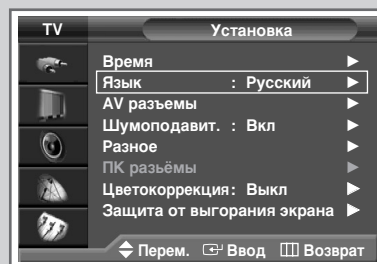 TV
Установка
Время
Язык : Русский
AV разъемы
Шумоподавит. : Вкл
Разное
ПК разьёмы
Цветокоррекция: Выкл
Защита от выгорания экрана
Перем. Ввод Возврат